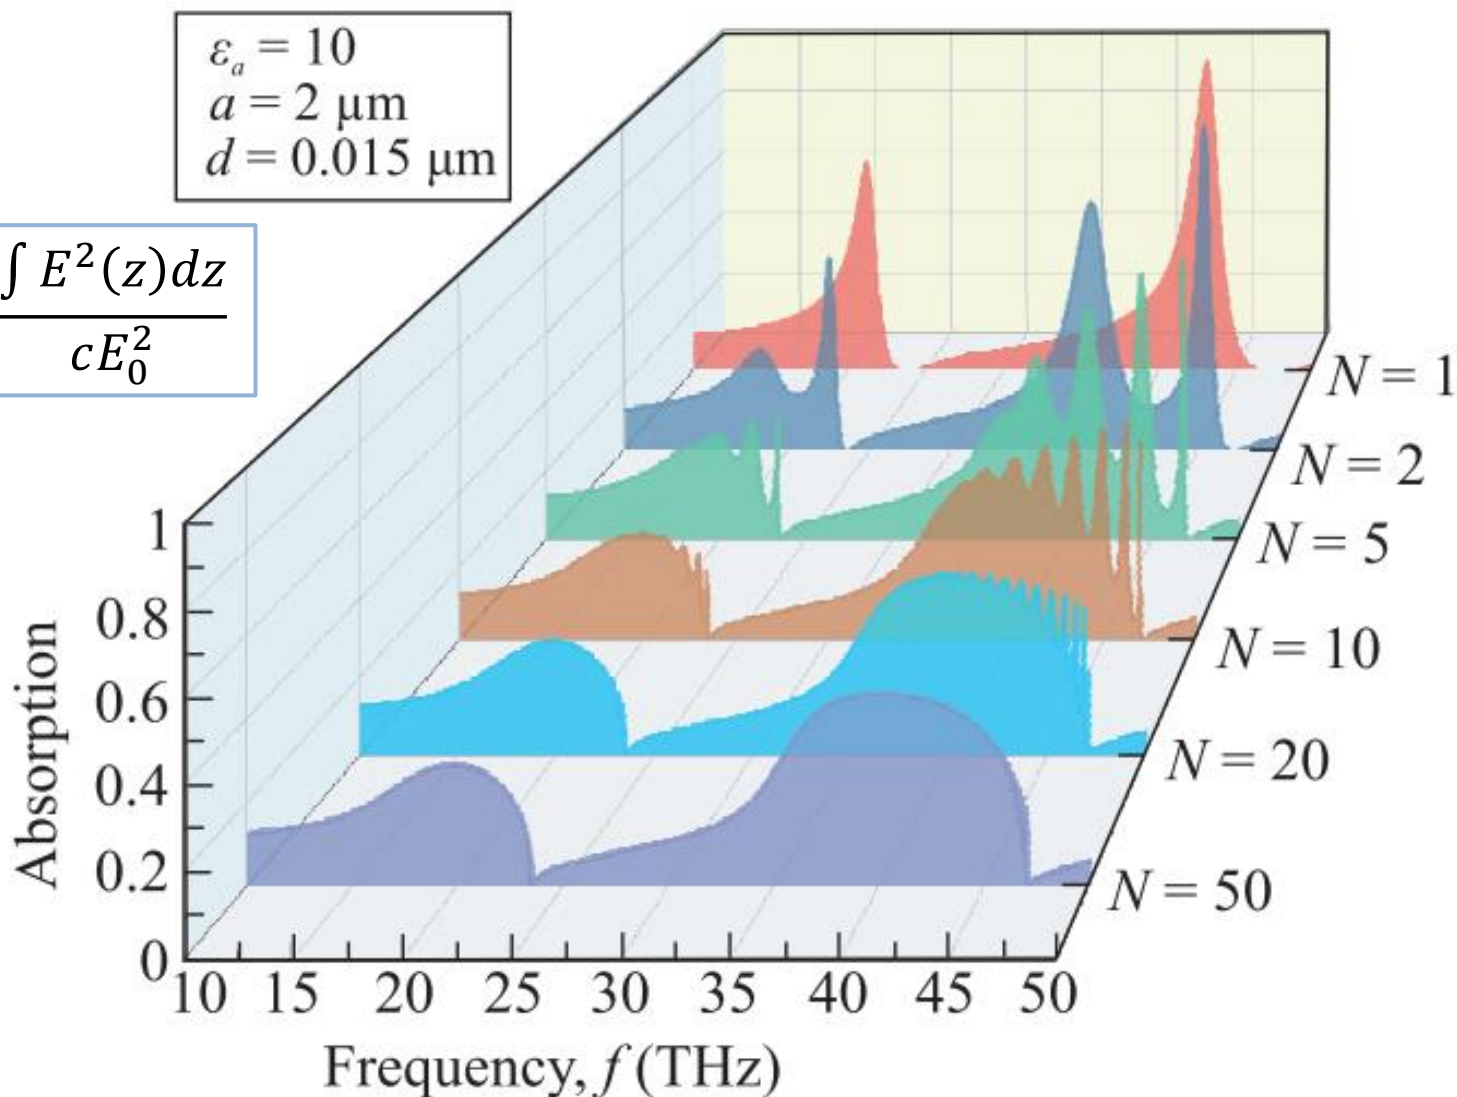 εₐ = 10
a = 2 μm
d = 0.015 μm
∫ E²(z)dz
cE₀²
N = 1
N = 2
N = 5
N = 10
N = 20
N = 50
1
0.8
0.6
0.4
0.2
0
Absorption
10 15 20 25 30 35 40 45 50
Frequency, f (THz)